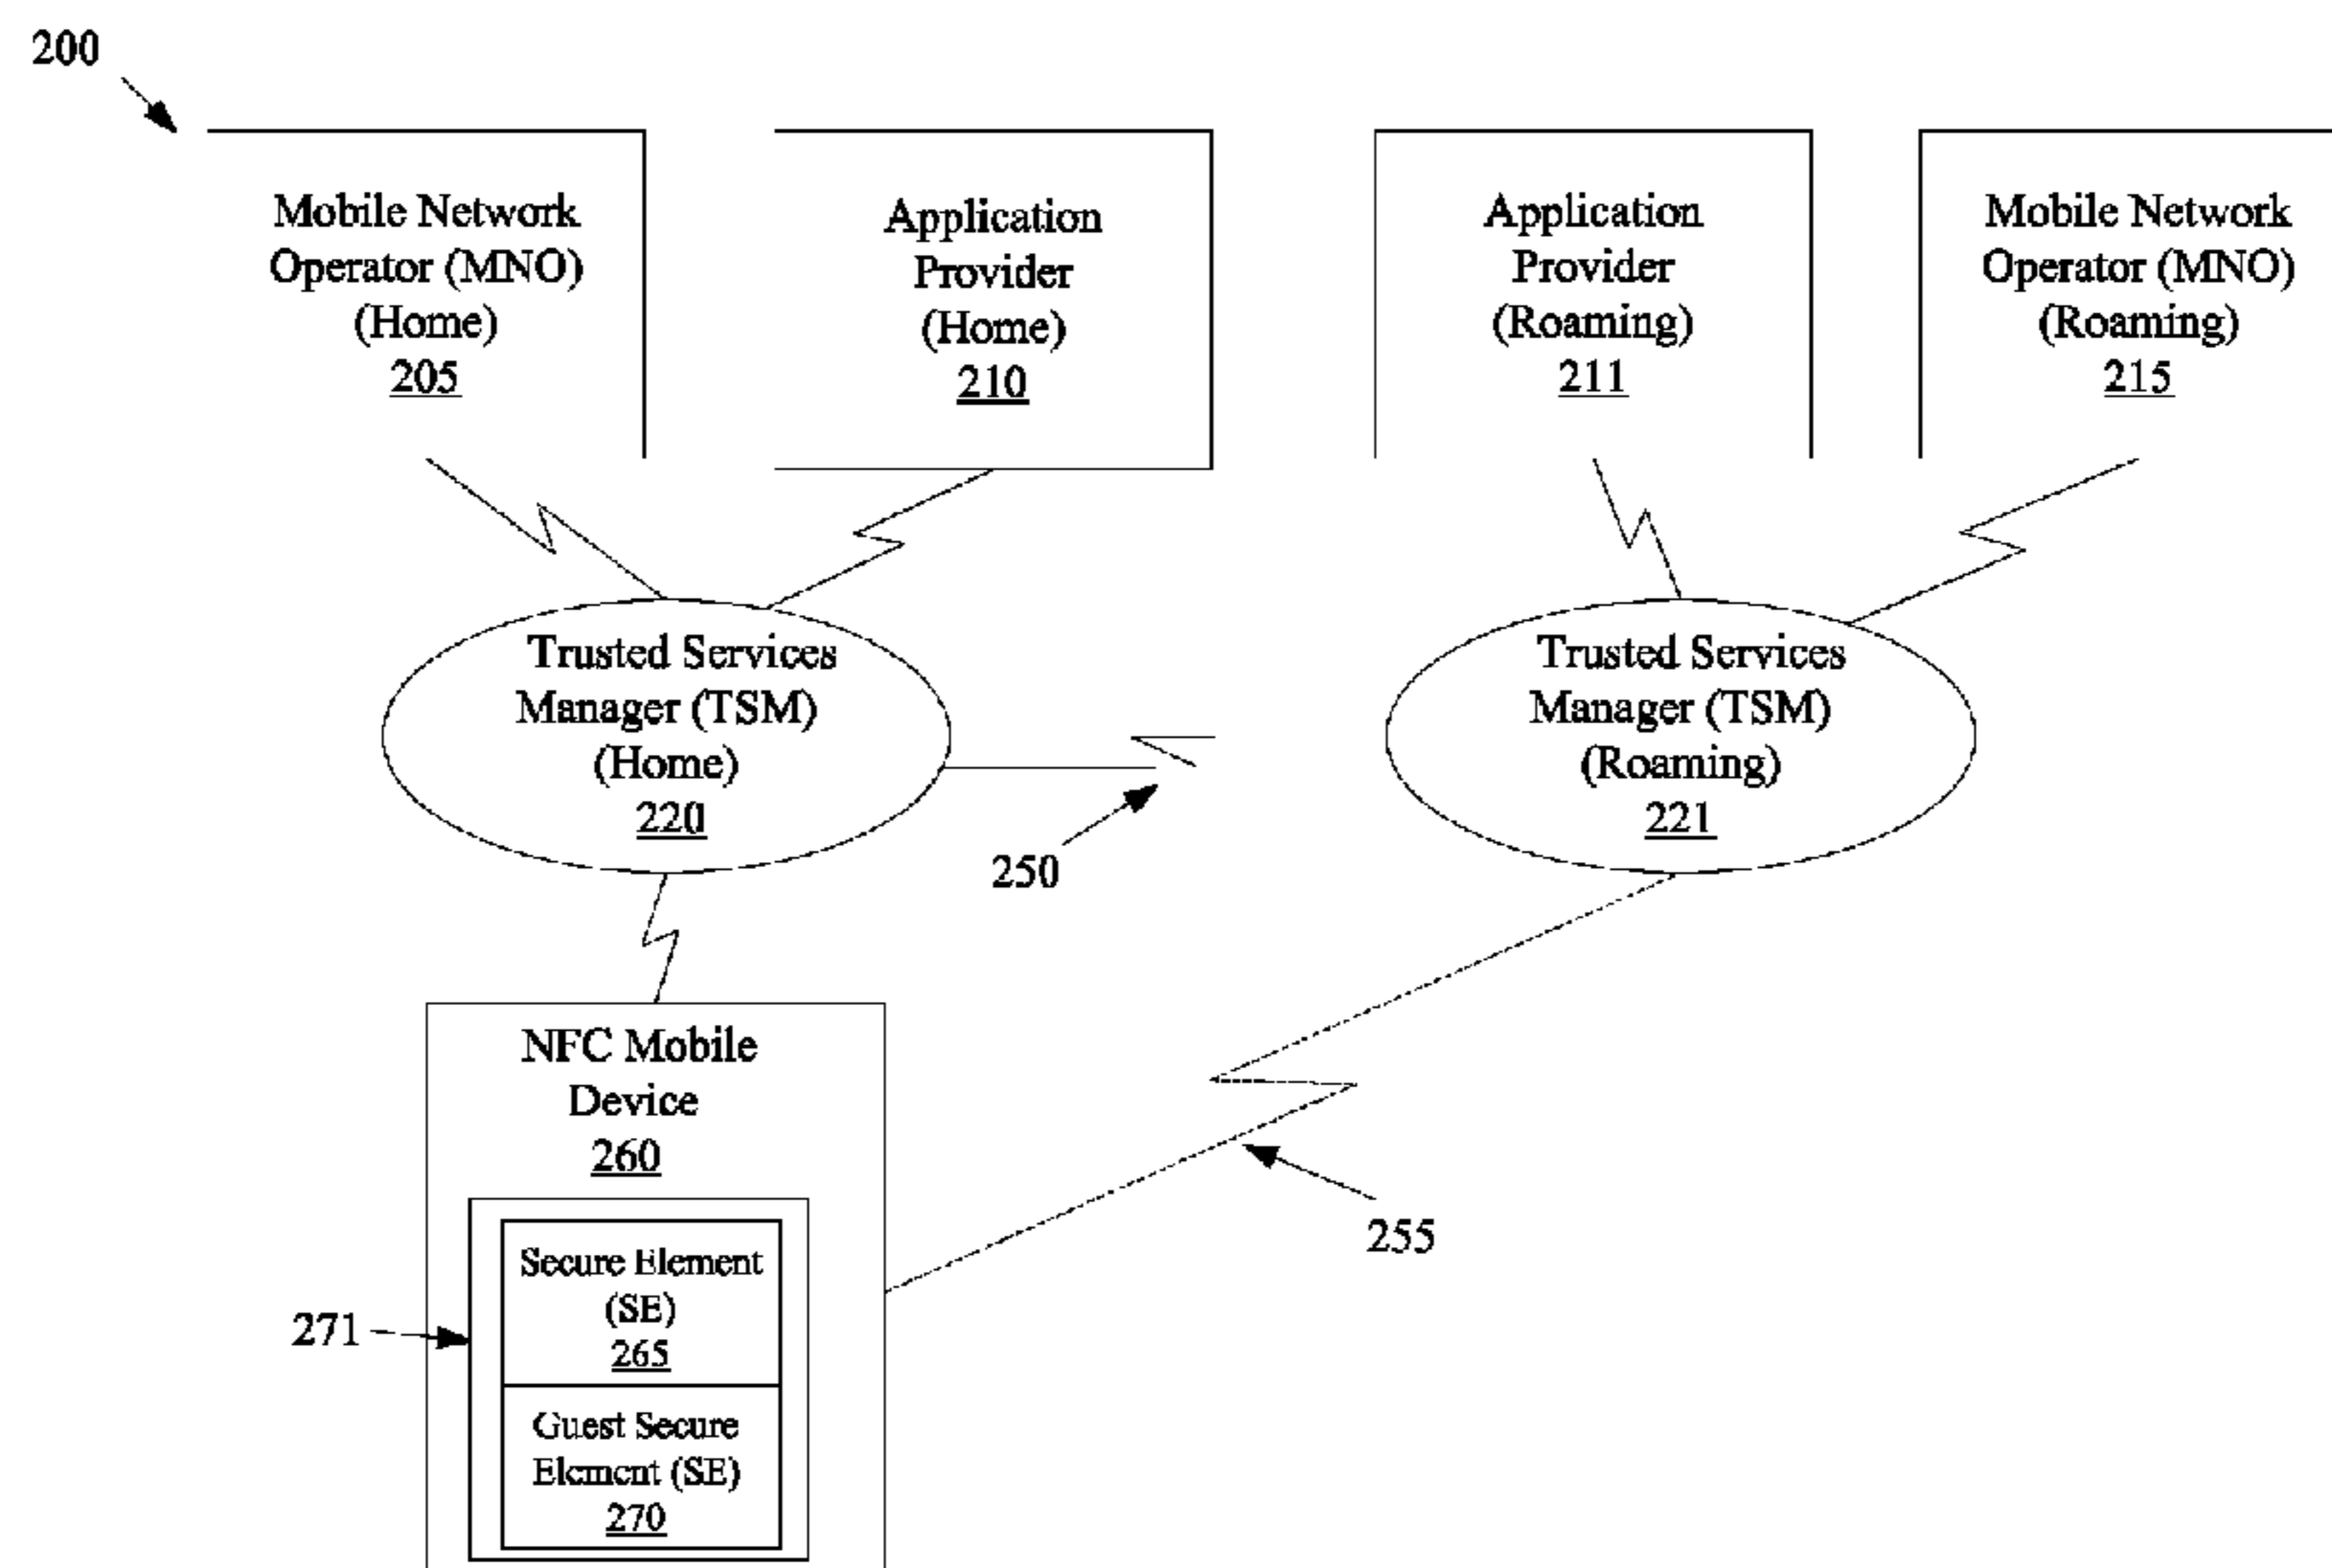 200
Mobile Network
Operator (MNO)
(Home)
205
Application
Provider
(Home)
210
Application
Provider
(Roaming)
211
Mobile Network
Operator (MNO)
(Roaming)
215
Trusted Services
Manager (TSM)
(Home)
220
Trusted Services
Manager (TSM)
(Roaming)
221
250
NFC Mobile
Device
260
255
271
Secure Element
(SE)
265
Guest Secure
Element (SE)
270